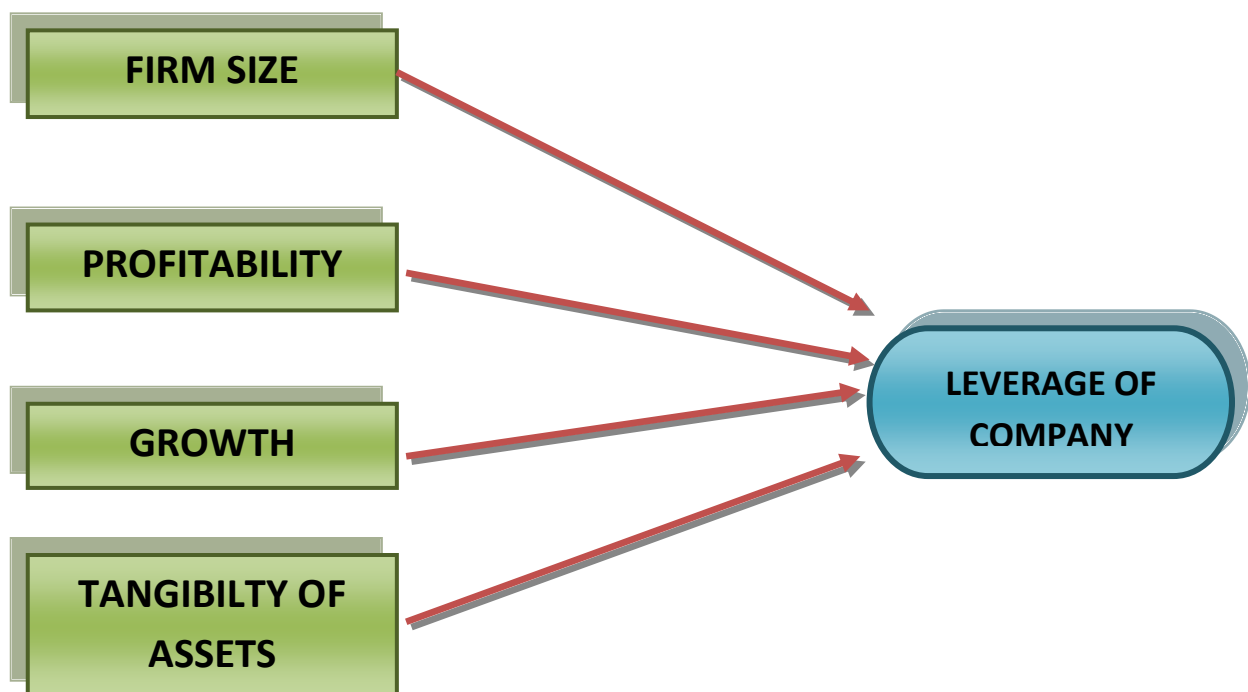 FIRM SIZE
PROFITABILITY
GROWTH
TANGIBILTY OF
ASSETS
LEVERAGE OF
COMPANY